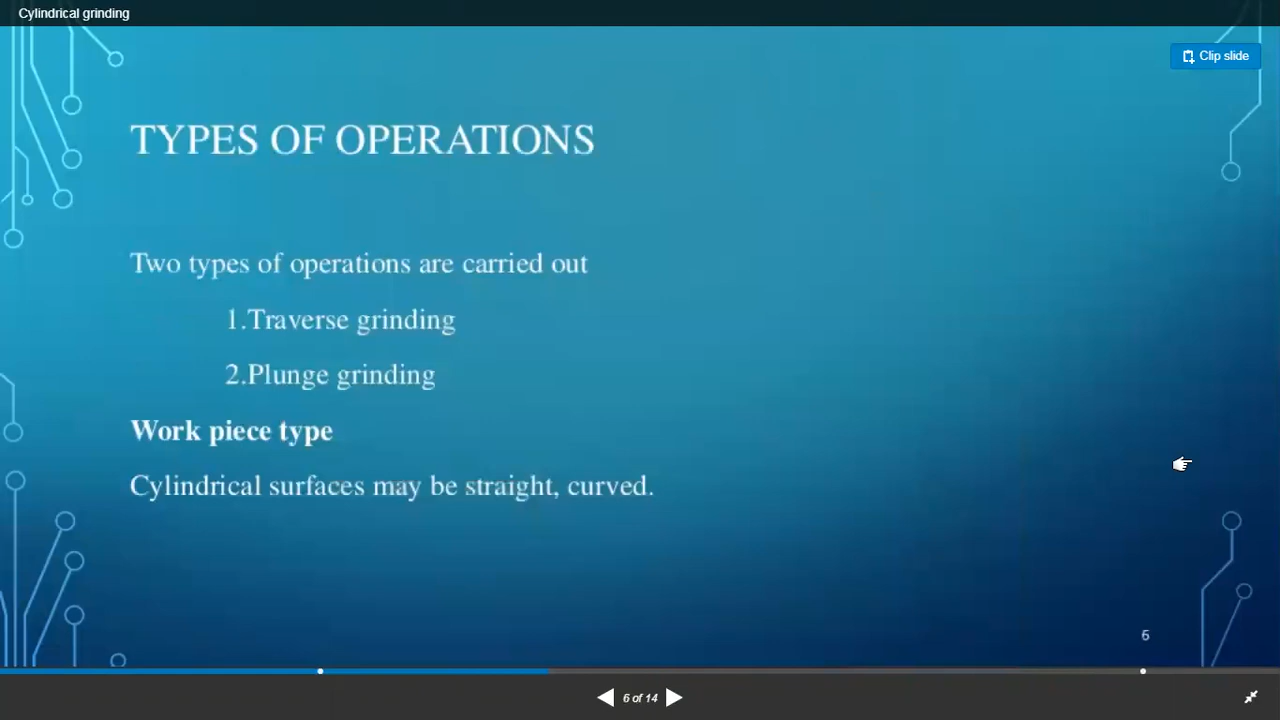 Cylindrical grinding
Clip slide
TYPES OF OPERATIONS
Two types of operations are carried out
1.Traverse grinding
2.Plunge grinding
Work piece type
Cylindrical surfaces may be straight, curved.
6
6 of 14